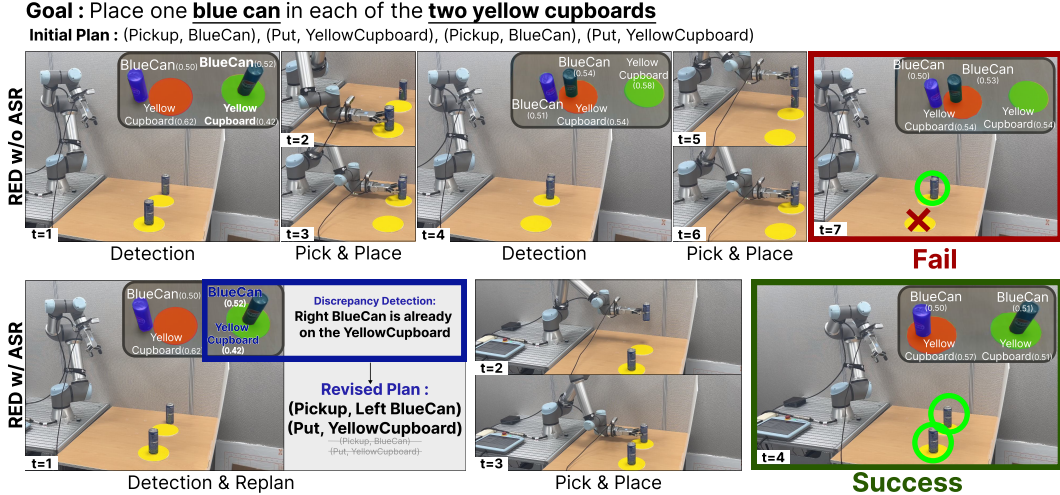 Goal : Place one blue can in each of the two yellow cupboards
Initial Plan : (Pickup, BlueCan), (Put, YellowCupboard), (Pickup, BlueCan), (Put, YellowCupboard)
RED w/o ASR
BlueCan(0.50)
BlueCan(0.52)
Yellow
Cupboard(0.62)
Yellow
Cupboard(0.42)
t=1
Detection
t=2
t=3
Pick & Place
BlueCan
(0.54)
Yellow
Cupboard
(0.58)
BlueCan
(0.51)
Yellow
Cupboard(0.54)
t=4
Detection
t=5
t=6
Pick & Place
BlueCan
(0.50)
BlueCan
(0.53)
Yellow
Cupboard(0.54)
Yellow
Cupboard(0.54)
t=7
Fail
RED w/ ASR
BlueCan(0.50)
BlueCan
(0.52)
Yellow
Cupboard(0.62
Yellow
Cupboard
(0.42)
t=1
Discrepancy Detection:
Right BlueCan is already
on the YellowCupboard
Revised Plan :
(Pickup, Left BlueCan)
(Put, YellowCupboard)
(Pickup, BlueCan)
(Put, YellowCupboard)
Detection & Replan
t=2
t=3
Pick & Place
BlueCan
(0.50)
BlueCan
(0.51)
Yellow
Cupboard(0.57)
Yellow
Cupboard(0.51)
t=4
Success